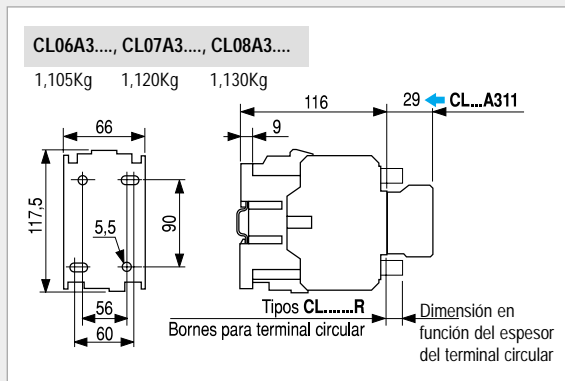 CL06A3...., CL07A3...., CL08A3....
1,105Kg 1,120Kg 1,130Kg
116
29
CL...A311
66
9
117,5
5,5
90
56
60
Tipos CL.......R
Bornes para terminal circular
Dimensión en
función del espesor
del terminal circular